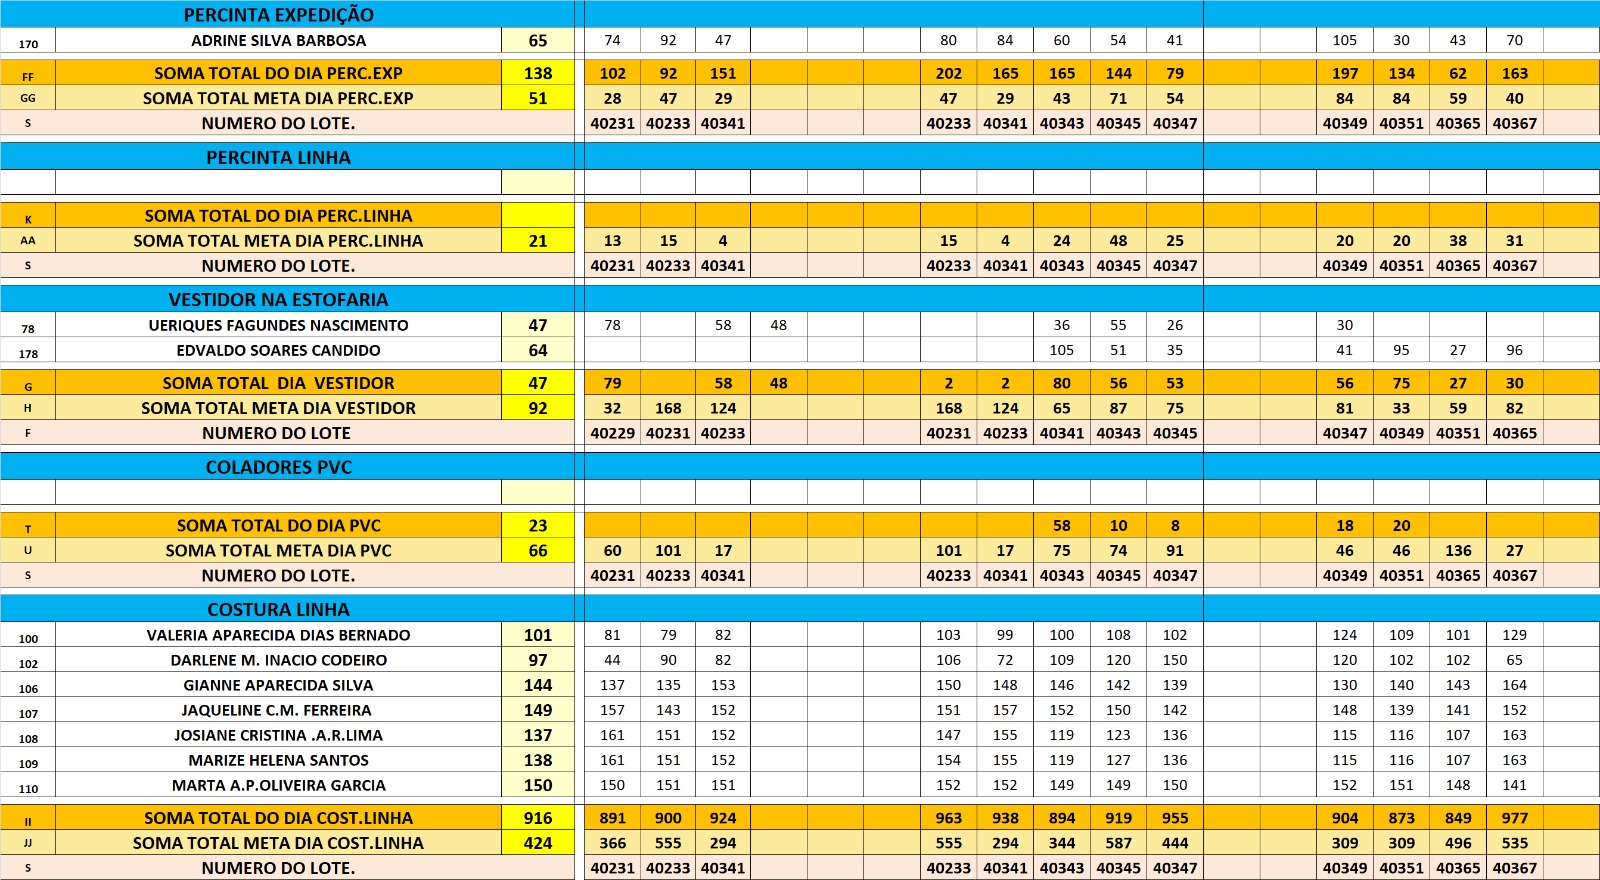 PERCINTA EXPEDIÇÃO
170 ADRINE SILVA BARBOSA 65 74 92 47 80 84 60 54 41 105 30 43 70
FF SOMA TOTAL DO DIA PERC.EXP 138 102 92 151 202 165 165 144 79 197 134 62 163
GG SOMA TOTAL META DIA PERC.EXP 51 28 47 29 47 29 43 71 54 84 84 59 40
S NUMERO DO LOTE. 40231 40233 40341 40233 40341 40343 40345 40347 40349 40351 40365 40367
PERCINTA LINHA
K SOMA TOTAL DO DIA PERC.LINHA
AA SOMA TOTAL META DIA PERC.LINHA 21 13 15 4 15 4 24 48 25 20 20 38 31
S NUMERO DO LOTE. 40231 40233 40341 40233 40341 40343 40345 40347 40349 40351 40365 40367
VESTIDOR NA ESTOFARIA
78 UERIQUES FAGUNDES NASCIMENTO 47 78 58 48 36 55 26 30
178 EDVALDO SOARES CANDIDO 64 105 51 35 41 95 27 96
G SOMA TOTAL DIA VESTIDOR 47 79 58 48 2 2 80 56 53 56 75 27 30
H SOMA TOTAL META DIA VESTIDOR 92 32 168 124 168 124 65 87 75 81 33 59 82
F NUMERO DO LOTE 40229 40231 40233 40231 40233 40341 40343 40345 40347 40349 40351 40365
COLADORES PVC
T SOMA TOTAL DO DIA PVC 23 58 10 8 18 20
U SOMA TOTAL META DIA PVC 66 60 101 17 101 17 75 74 91 46 46 136 27
S NUMERO DO LOTE. 40231 40233 40341 40233 40341 40343 40345 40347 40349 40351 40365 40367
COSTURA LINHA
100 VALERIA APARECIDA DIAS BERNADO 101 81 79 82 103 99 100 108 102 124 109 101 129
102 DARLENE M. INACIO CODEIRO 97 44 90 82 106 72 109 120 150 120 102 102 65
106 GIANNE APARECIDA SILVA 144 137 135 153 150 148 146 142 139 130 140 143 164
107 JAQUELINE C.M. FERREIRA 149 157 143 152 151 157 152 150 142 148 139 141 152
108 JOSIANE CRISTINA .A.R.LIMA 137 161 151 152 147 155 119 123 136 115 116 107 163
109 MARIZE HELENA SANTOS 138 161 151 152 154 155 119 127 136 115 116 107 163
110 MARTA A.P.OLIVEIRA GARCIA 150 150 151 151 152 152 149 149 150 152 151 148 141
II SOMA TOTAL DO DIA COST.LINHA 916 891 900 924 963 938 894 919 955 904 873 849 977
JJ SOMA TOTAL META DIA COST.LINHA 424 366 555 294 555 294 344 587 444 309 309 496 535
S NUMERO DO LOTE. 40231 40233 40341 40233 40341 40343 40345 40347 40349 40351 40365 40367